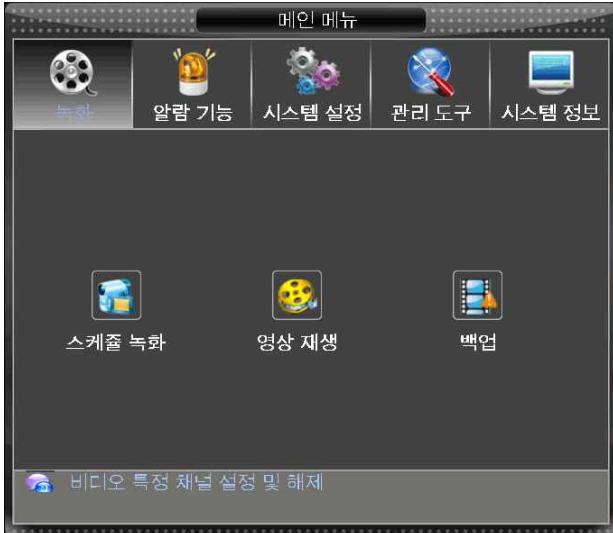 메인 메뉴
녹화 알람 기능 시스템 설정 관리 도구 시스템 정보
스케쥴 녹화 영상 재생 백업
비디오 특정 채널 설정 및 해제